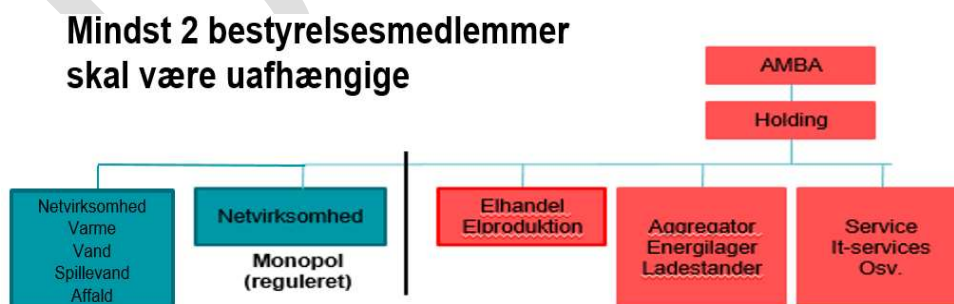 Mindst 2 bestyrelsesmedlemmer
skal være uafhængige
AMBA
Holding
Netvirksomhed
Varme
Vand
Spillevand
Affald
Netvirksomhed
Monopol
(reguleret)
Elhandel
Elproduktion
Aggregator
Energilager
Ladestander
Service
It-services
Osv.